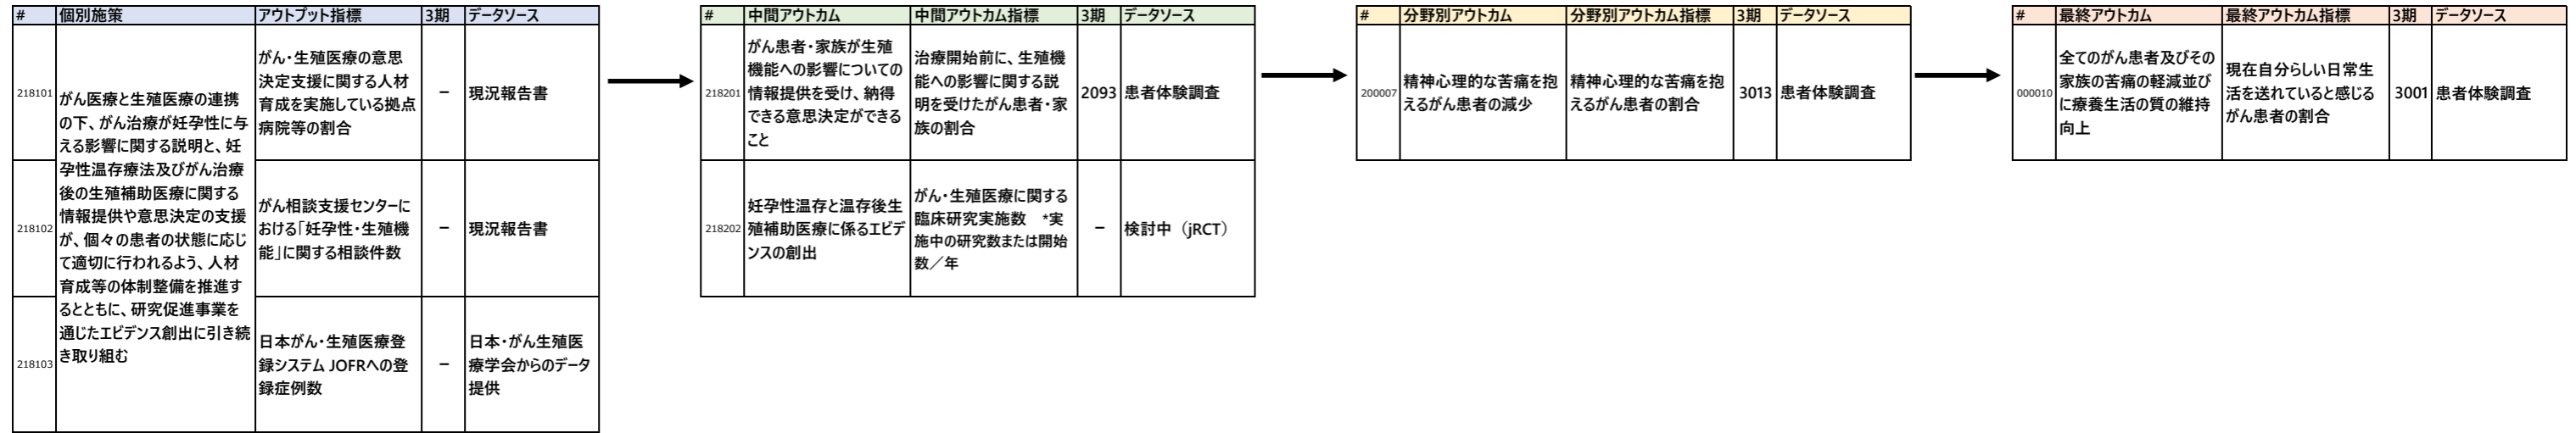 # 個別施策 アウトプット指標 3期 データソース
218101
がん医療と生殖医療の連携
の下、がん治療が妊孕性に与
える影響に関する説明と、妊
孕性温存療法及びがん治療
後の生殖補助医療に関する
情報提供や意思決定の支援
が、個々の患者の状態に応じ
て適切に行われるよう、人材
育成等の体制整備を推進す
るとともに、研究促進事業を
通じたエビデンス創出に引き続
き取り組む
がん・生殖医療の意思
決定支援に関する人材
育成を実施している拠点
病院等の割合
－
現況報告書
218102
がん相談支援センターに
おける「妊孕性・生殖機
能」に関する相談件数
－
現況報告書
218103
日本がん・生殖医療登
録システム JOFRへの登
録症例数
－
日本・がん生殖医
療学会からのデータ
提供
# 中間アウトカム 中間アウトカム指標 3期 データソース
218201
がん患者・家族が生殖
機能への影響についての
情報提供を受け、納得
できる意思決定ができる
こと
治療開始前に、生殖機
能への影響に関する説
明を受けたがん患者・家
族の割合
2093
患者体験調査
218202
妊孕性温存と温存後生
殖補助医療に係るエビデ
ンスの創出
がん・生殖医療に関する
臨床研究実施数　*実
施中の研究数または開始
数／年
－
検討中（jRCT）
# 分野別アウトカム 分野別アウトカム指標 3期 データソース
200007
精神心理的な苦痛を抱
えるがん患者の減少
精神心理的な苦痛を抱
えるがん患者の割合
3013
患者体験調査
# 最終アウトカム 最終アウトカム指標 3期 データソース
000010
全てのがん患者及びその
家族の苦痛の軽減並び
に療養生活の質の維持
向上
現在自分らしい日常生
活を送れていると感じる
がん患者の割合
3001
患者体験調査